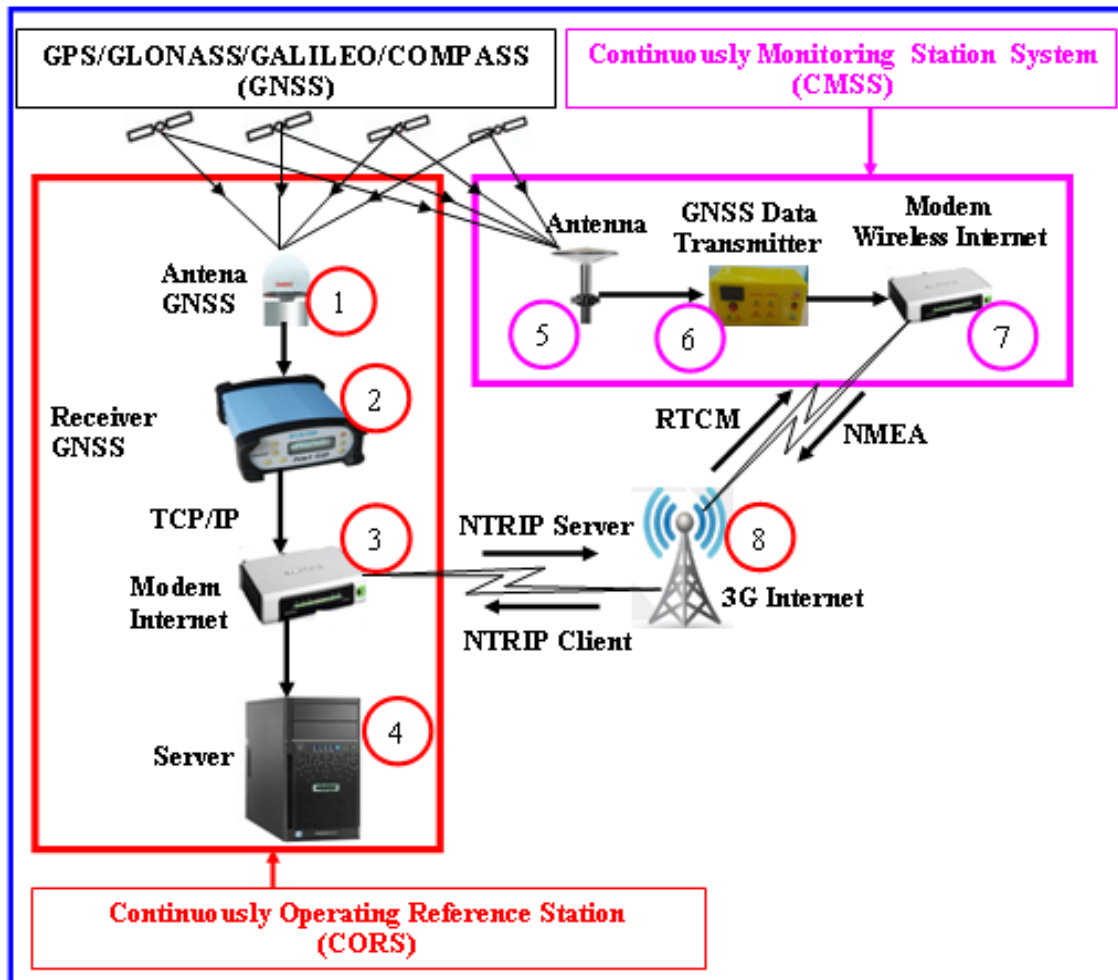 GPS/GLONASS/GALILEO/COMPASS
(GNSS)
Continuously Monitoring Station System
(CMSS)
Antena
GNSS
1
Receiver
GNSS
2
TCP/IP
Modem
Internet
3
Server
4
Antenna
5
GNSS Data
Transmitter
6
Modem
Wireless Internet
7
RTCM
NMEA
NTRIP Server
NTRIP Client
8
3G Internet
Continuously Operating Reference Station
(CORS)